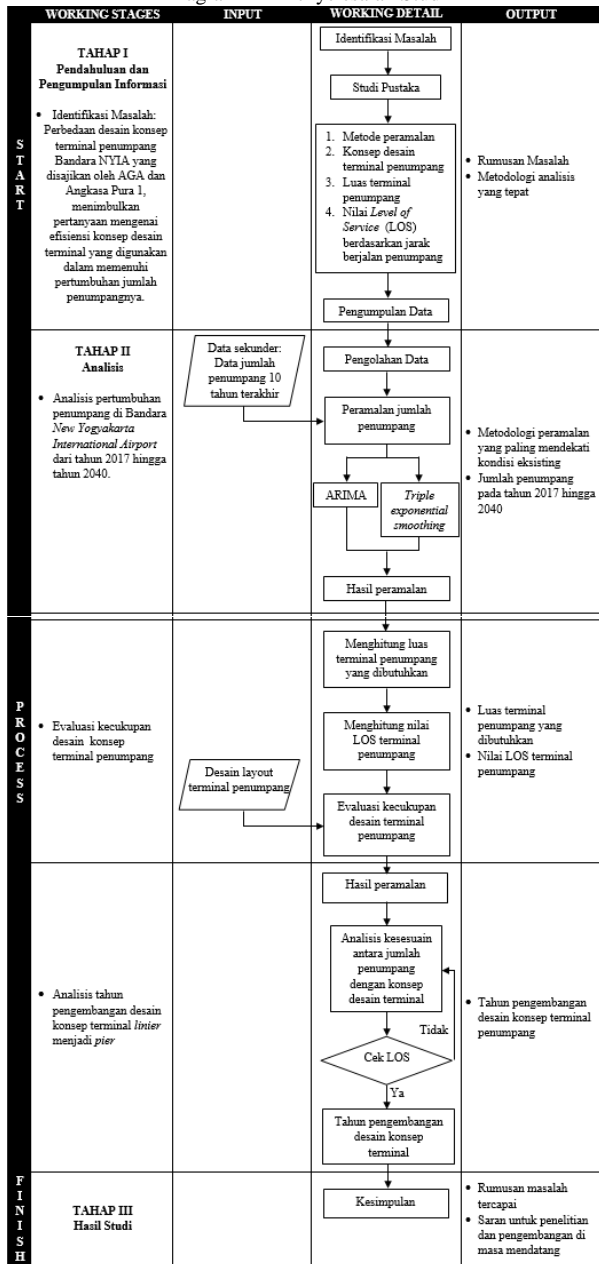 WORKING STAGES
INPUT
WORKING DETAIL
OUTPUT
START
TAHAP I
Pendahuluan dan
Pengumpulan Informasi
• Identifikasi Masalah:
Perbedaan desain konsep
terminal penumpang
Bandara NYIA yang
disajikan oleh AGA dan
Angkasa Pura 1,
menimbulkan
pertanyaan mengenai
efisiensi konsep desain
terminal yang digunakan
dalam memenuhi
pertumbuhan jumlah
penumpangnya.
Identifikasi Masalah
Studi Pustaka
1. Metode peramalan
2. Konsep desain
terminal penumpang
3. Luas terminal
penumpang
4. Nilai Level of
Service (LOS)
berdasarkan jarak
berjalan penumpang
Pengumpulan Data
• Rumusan Masalah
• Metodologi analisis
yang tepat
PROCESS
TAHAP II
Analisis
• Analisis pertumbuhan
penumpang di Bandara
New Yogyakarta
International Airport
dari tahun 2017 hingga
tahun 2040.
Data sekunder:
Data jumlah
penumpang 10
tahun terakhir
Pengolahan Data
Peramalan jumlah
penumpang
ARIMA
Triple
exponential
smoothing
Hasil peramalan
• Metodologi peramalan
yang paling mendekati
kondisi eksisting
• Jumlah penumpang
pada tahun 2017 hingga
2040
• Evaluasi kecukupan
desain konsep
terminal penumpang
Desain layout
terminal penumpang
Menghitung luas
terminal penumpang
yang dibutuhkan
Menghitung nilai
LOS terminal
penumpang
Evaluasi kecukupan
desain terminal
penumpang
• Luas terminal
penumpang yang
dibutuhkan
• Nilai LOS terminal
penumpang
• Analisis tahun
pengembangan desain
konsep terminal linier
menjadi pier
Hasil peramalan
Analisis kesesuain
antara jumlah
penumpang
dengan konsep
desain terminal
Tidak
Cek LOS
Ya
Tahun pengembangan
desain konsep
terminal
• Tahun pengembangan
desain konsep terminal
penumpang
FINISH
TAHAP III
Hasil Studi
Kesimpulan
• Rumusan masalah
tercapai
• Saran untuk penelitian
dan pengembangan di
masa mendatang